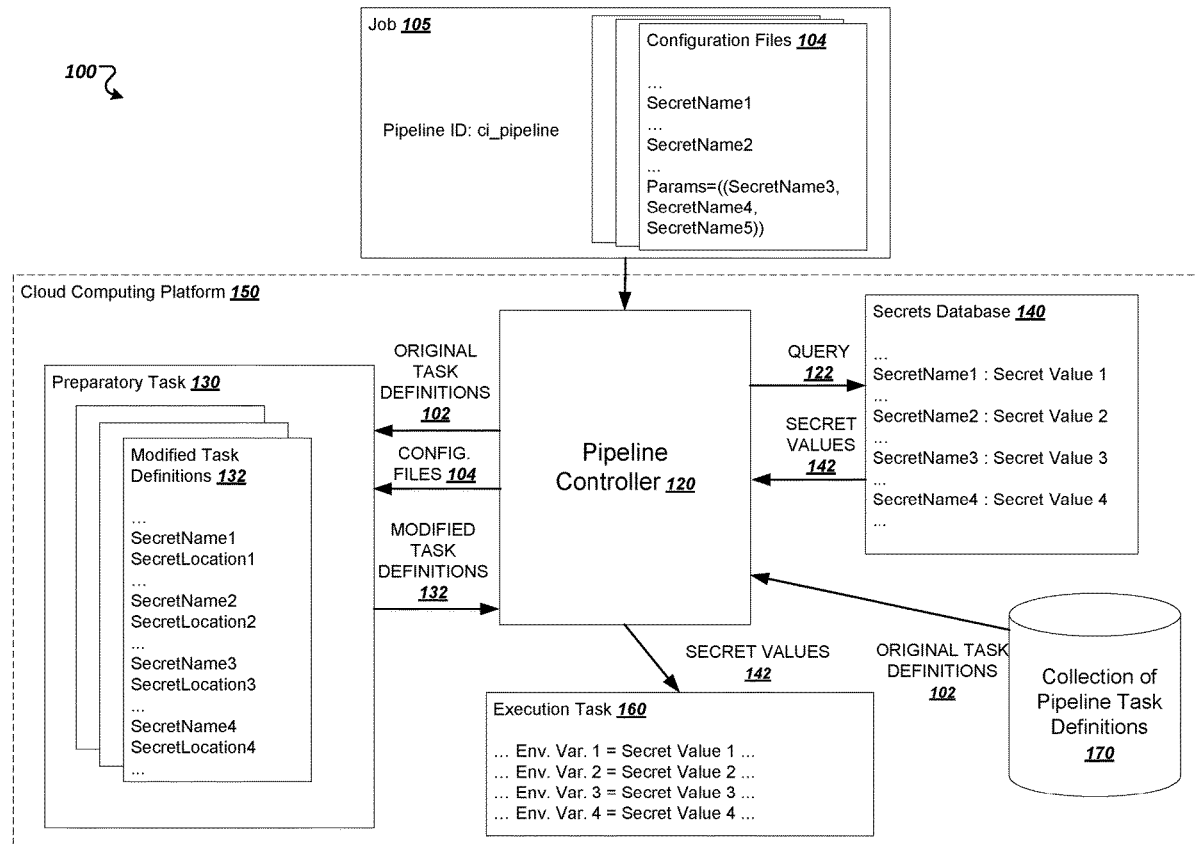 Job 105
Configuration Files 104
...
SecretName1
...
SecretName2
...
Params=((SecretName3,
SecretName4,
SecretName5))
Pipeline ID: ci_pipeline
100
Cloud Computing Platform 150
Preparatory Task 130
Modified Task
Definitions 132
...
SecretName1
SecretLocation1
...
SecretName2
SecretLocation2
...
SecretName3
SecretLocation3
...
SecretName4
SecretLocation4
...
ORIGINAL
TASK
DEFINITIONS
102
CONFIG.
FILES 104
MODIFIED
TASK
DEFINITIONS
132
Pipeline
Controller 120
QUERY
122
SECRET
VALUES
142
Secrets Database 140
...
SecretName1 : Secret Value 1
...
SecretName2 : Secret Value 2
...
SecretName3 : Secret Value 3
...
SecretName4 : Secret Value 4
...
SECRET VALUES
142
ORIGINAL TASK
DEFINITIONS
102
Collection of
Pipeline Task
Definitions
170
Execution Task 160
... Env. Var. 1 = Secret Value 1 ...
... Env. Var. 2 = Secret Value 2 ...
... Env. Var. 3 = Secret Value 3 ...
... Env. Var. 4 = Secret Value 4 ...